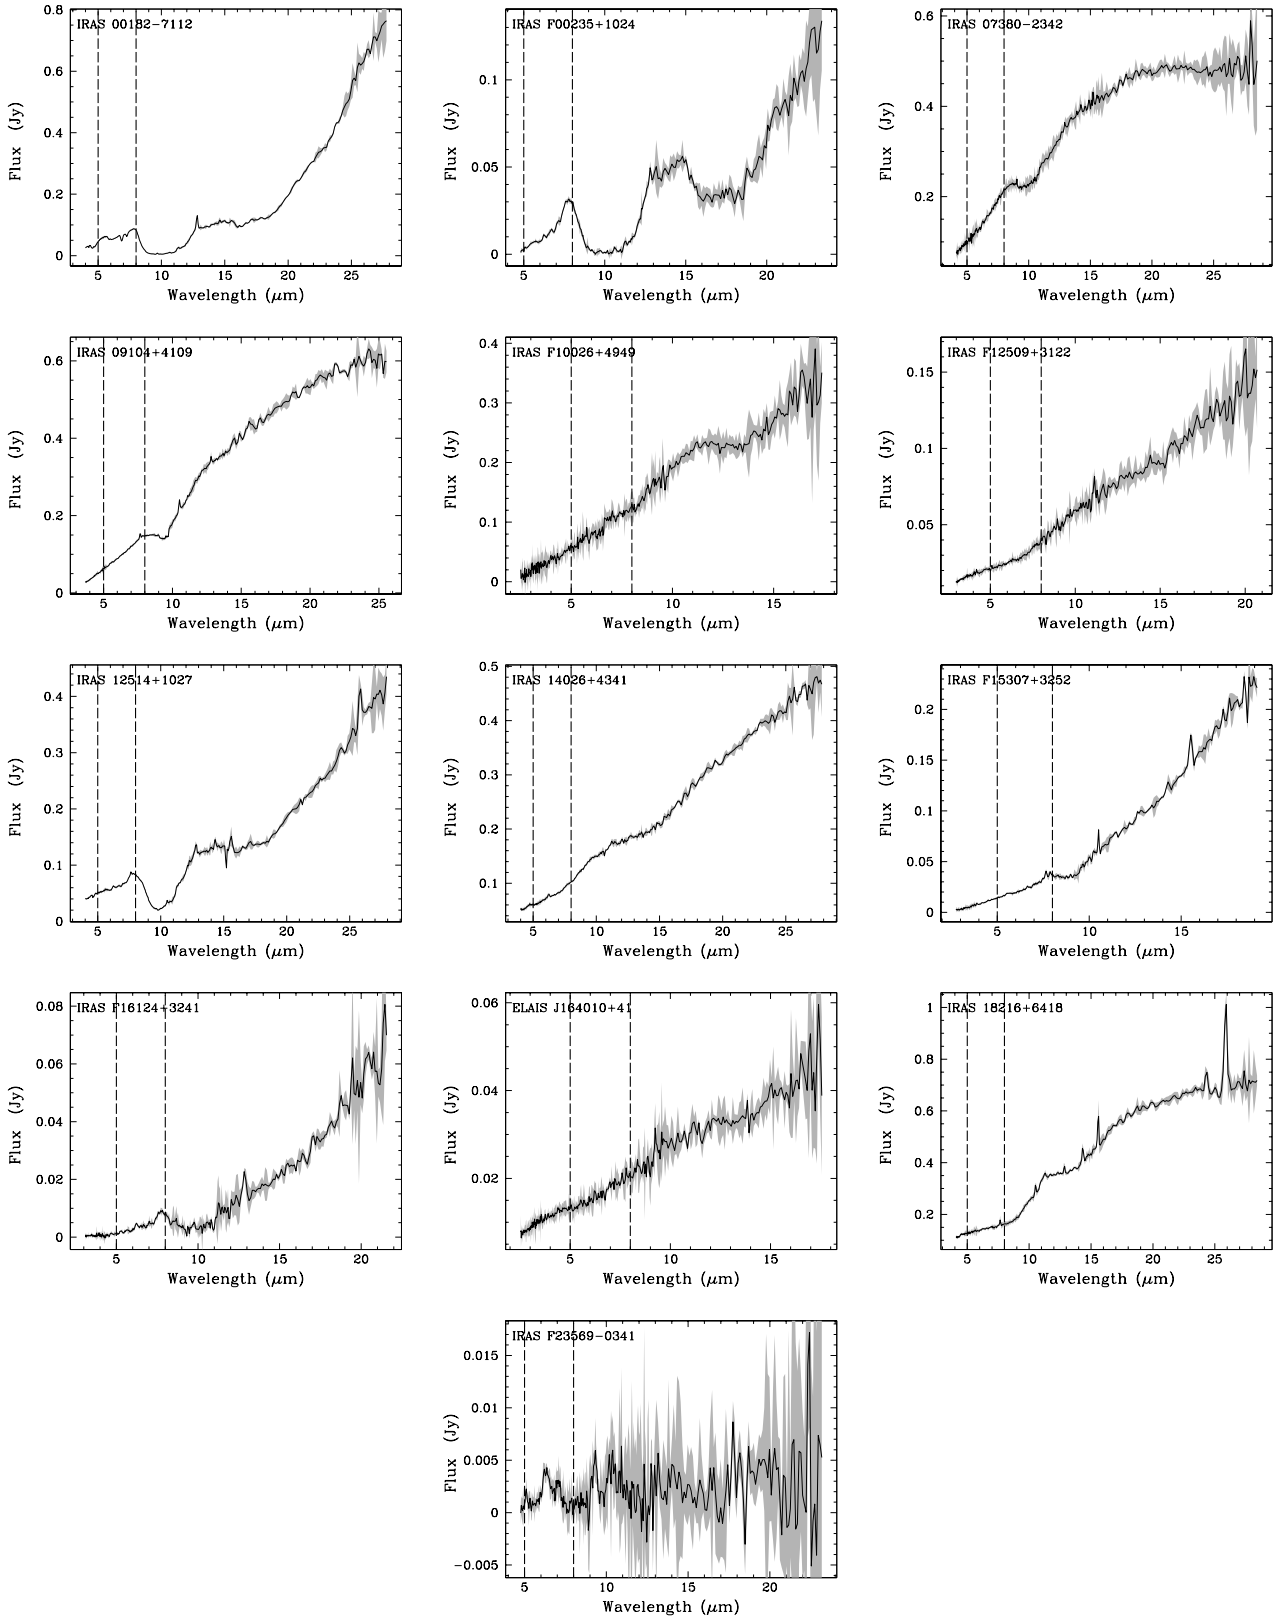 IRAS 00182-7112
0.8
0.6
0.4
0.2
0
Flux (Jy)
5 10 15 20 25
Wavelength (μm)
IRAS F00235+1024
0.1
0.05
0
Flux (Jy)
5 10 15 20
Wavelength (μm)
IRAS 07380-2342
0.6
0.4
0.2
Flux (Jy)
5 10 15 20 25
Wavelength (μm)
IRAS 09104+4109
0.6
0.4
0.2
0
Flux (Jy)
5 10 15 20 25
Wavelength (μm)
IRAS F10026+4949
0.4
0.3
0.2
0.1
0
Flux (Jy)
5 10 15
Wavelength (μm)
IRAS F12509+3122
0.15
0.1
0.05
Flux (Jy)
5 10 15 20
Wavelength (μm)
IRAS 12514+1027
0.4
0.3
0.2
0.1
0
Flux (Jy)
5 10 15 20 25
Wavelength (μm)
IRAS 14026+4341
0.5
0.4
0.3
0.2
0.1
Flux (Jy)
5 10 15 20 25
Wavelength (μm)
IRAS F15307+3252
0.2
0.15
0.1
0.05
0
Flux (Jy)
5 10 15
Wavelength (μm)
IRAS F16124+3241
0.08
0.06
0.04
0.02
0
Flux (Jy)
5 10 15 20
Wavelength (μm)
ELAIS J164010+41
0.06
0.04
0.02
Flux (Jy)
5 10 15
Wavelength (μm)
IRAS 18216+6418
1
0.8
0.6
0.4
0.2
Flux (Jy)
5 10 15 20 25
Wavelength (μm)
IRAS F23569-0341
0.015
0.01
0.005
0
-0.005
Flux (Jy)
5 10 15 20
Wavelength (μm)